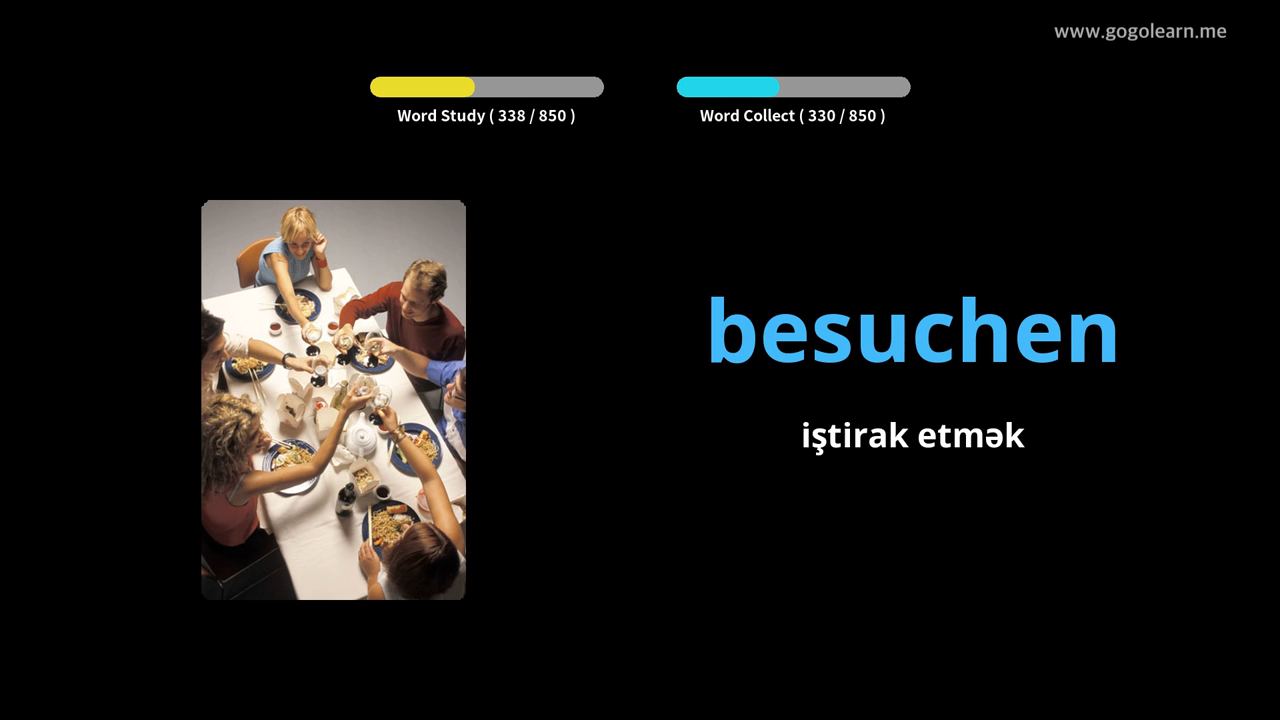 www.gogolearn.me
Word Study ( 338 / 850 )
Word Collect ( 330 / 850 )
besuchen
iştirak etmək